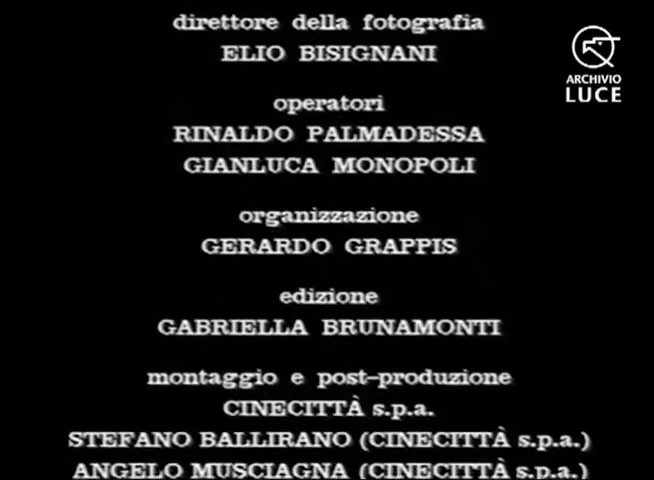 direttore della fotografia
ELIO BISIGNANI
ARCHIVIO
LUCE
operatori
RINALDO PALMADESSA
GIANLUCA MONOPOLI
organizzazione
GERARDO GRAPPIS
edizione
GABRIELLA BRUNAMONTI
montaggio e post-produzione
CINECITTÀ s.p.a.
STEFANO BALLIRANO (CINECITTÀ s.p.a.)
ANGELO MUSCIAGNA (CINECITTÀ s.p.a.)